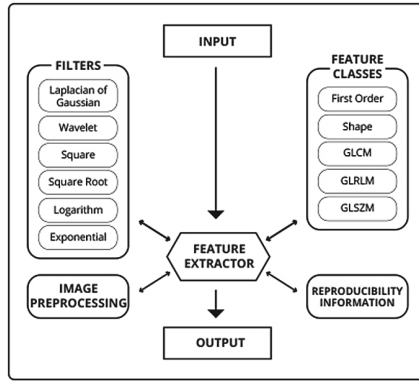 INPUT
FILTERS
Laplacian of
Gaussian
Wavelet
Square
Square Root
Logarithm
Exponential
FEATURE
CLASSES
First Order
Shape
GLCM
GLRLM
GLSZM
FEATURE
EXTRACTOR
IMAGE
PREPROCESSING
REPRODUCIBILITY
INFORMATION
OUTPUT